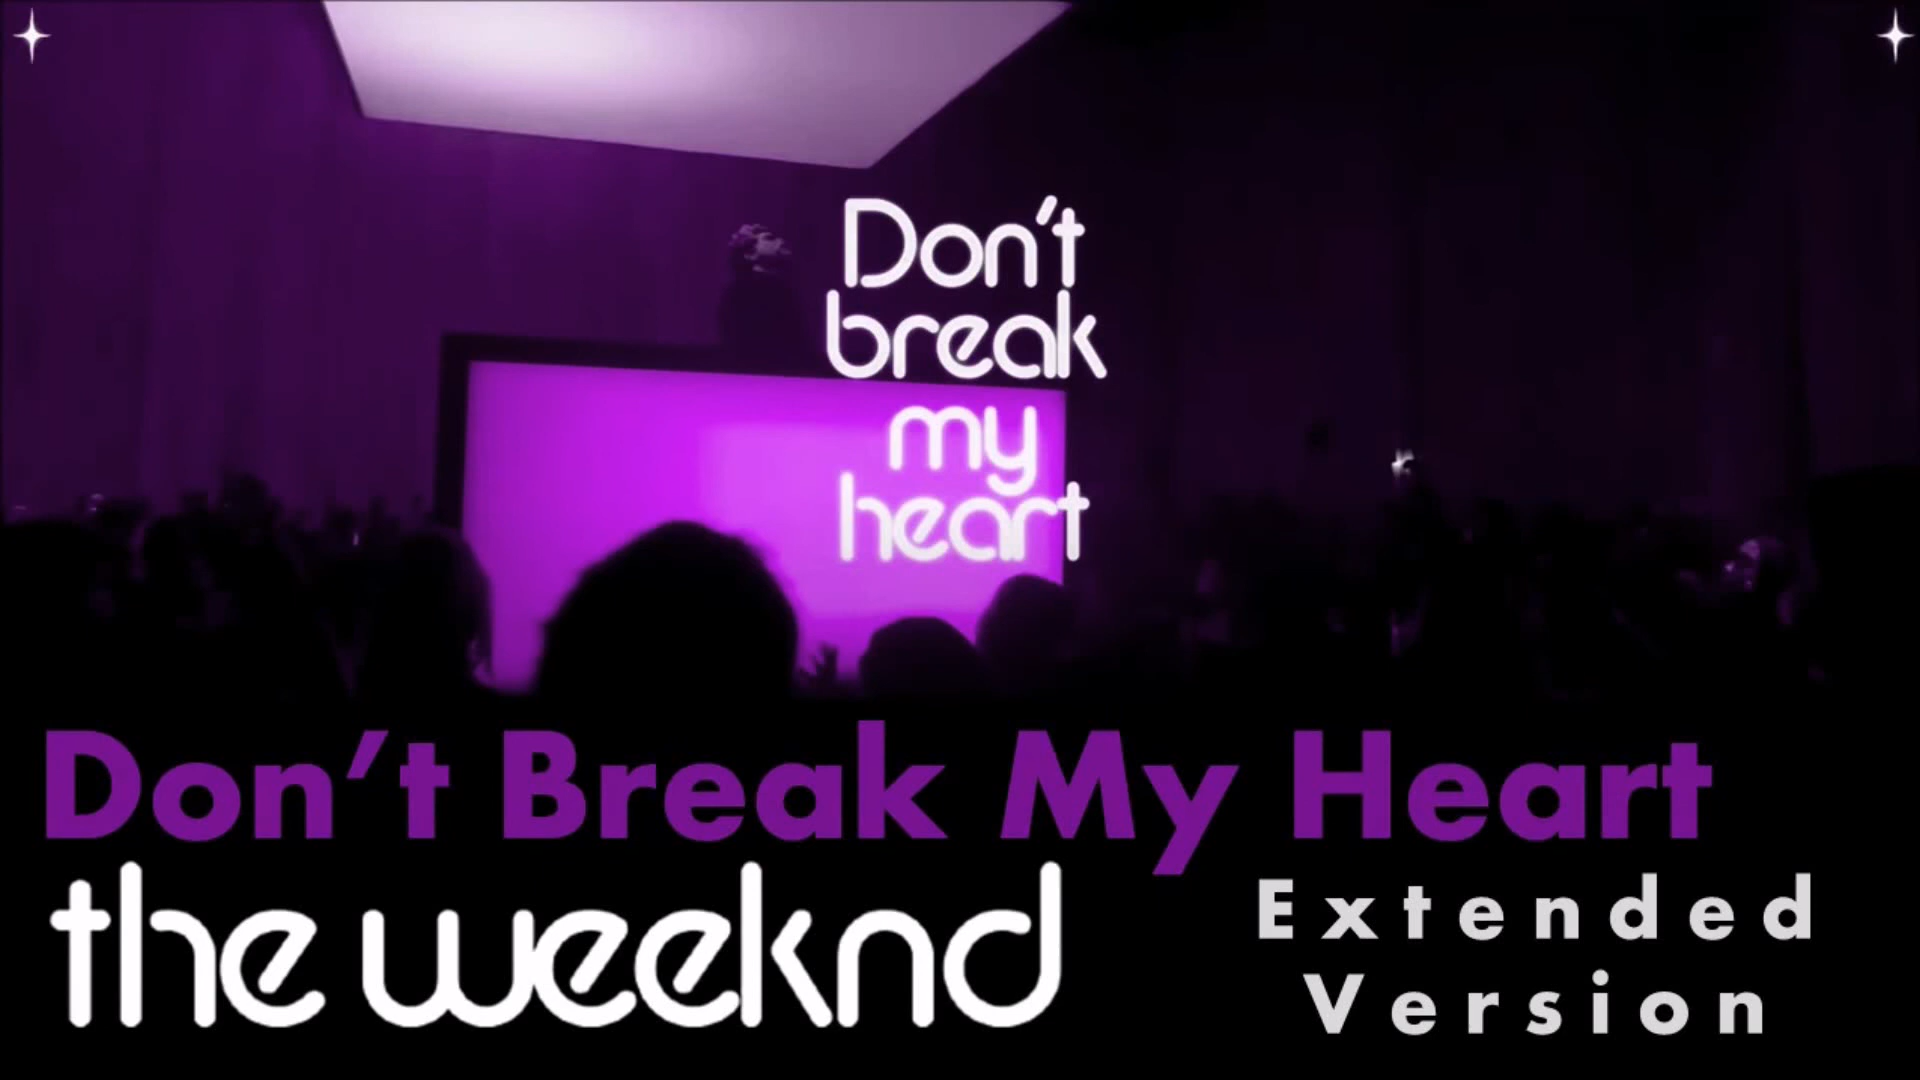 Don't
break
my
heart
Don't Break My Heart
the weeknd
Extended
Version